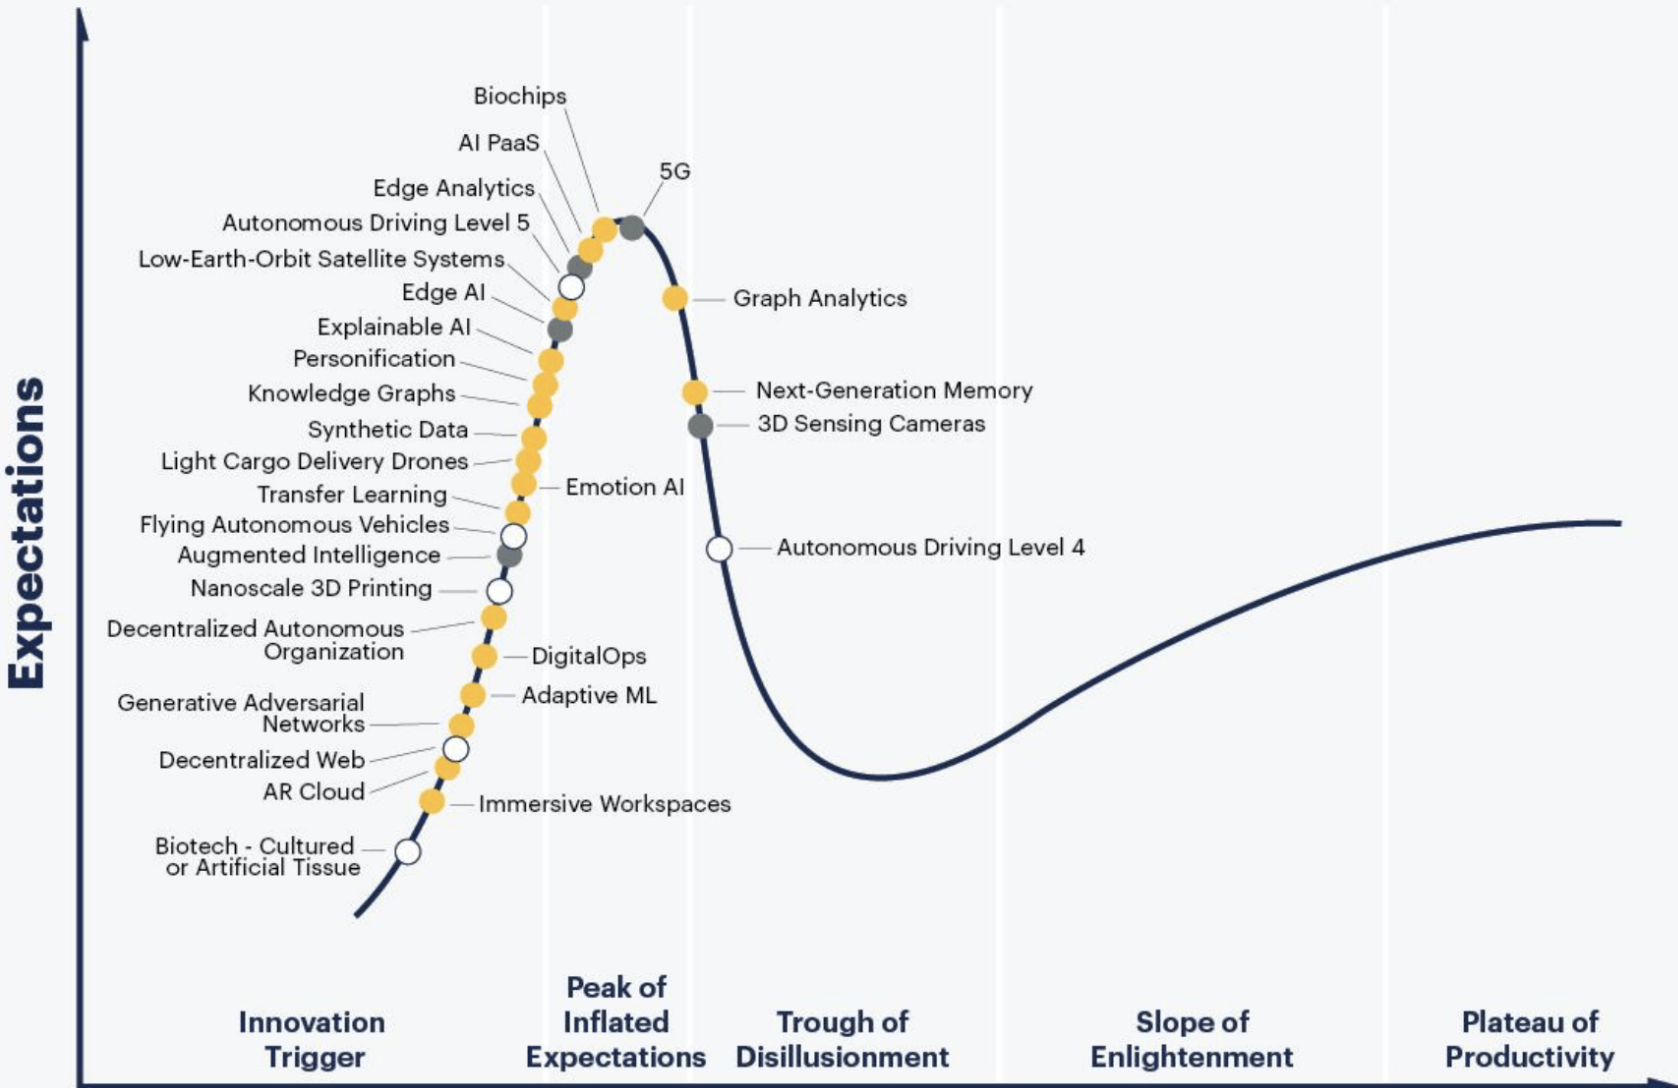 Biochips
AI PaaS
5G
Edge Analytics
Autonomous Driving Level 5
Low-Earth-Orbit Satellite Systems
Edge AI
Graph Analytics
Explainable AI
Personification
Knowledge Graphs
Next-Generation Memory
Synthetic Data
3D Sensing Cameras
Light Cargo Delivery Drones
Emotion AI
Transfer Learning
Flying Autonomous Vehicles
Augmented Intelligence
Autonomous Driving Level 4
Nanoscale 3D Printing
Decentralized Autonomous
Organization
DigitalOps
Adaptive ML
Generative Adversarial
Networks
Decentralized Web
AR Cloud
Immersive Workspaces
Biotech - Cultured
or Artificial Tissue
Expectations
Innovation
Trigger
Peak of
Inflated
Expectations
Trough of
Disillusionment
Slope of
Enlightenment
Plateau of
Productivity